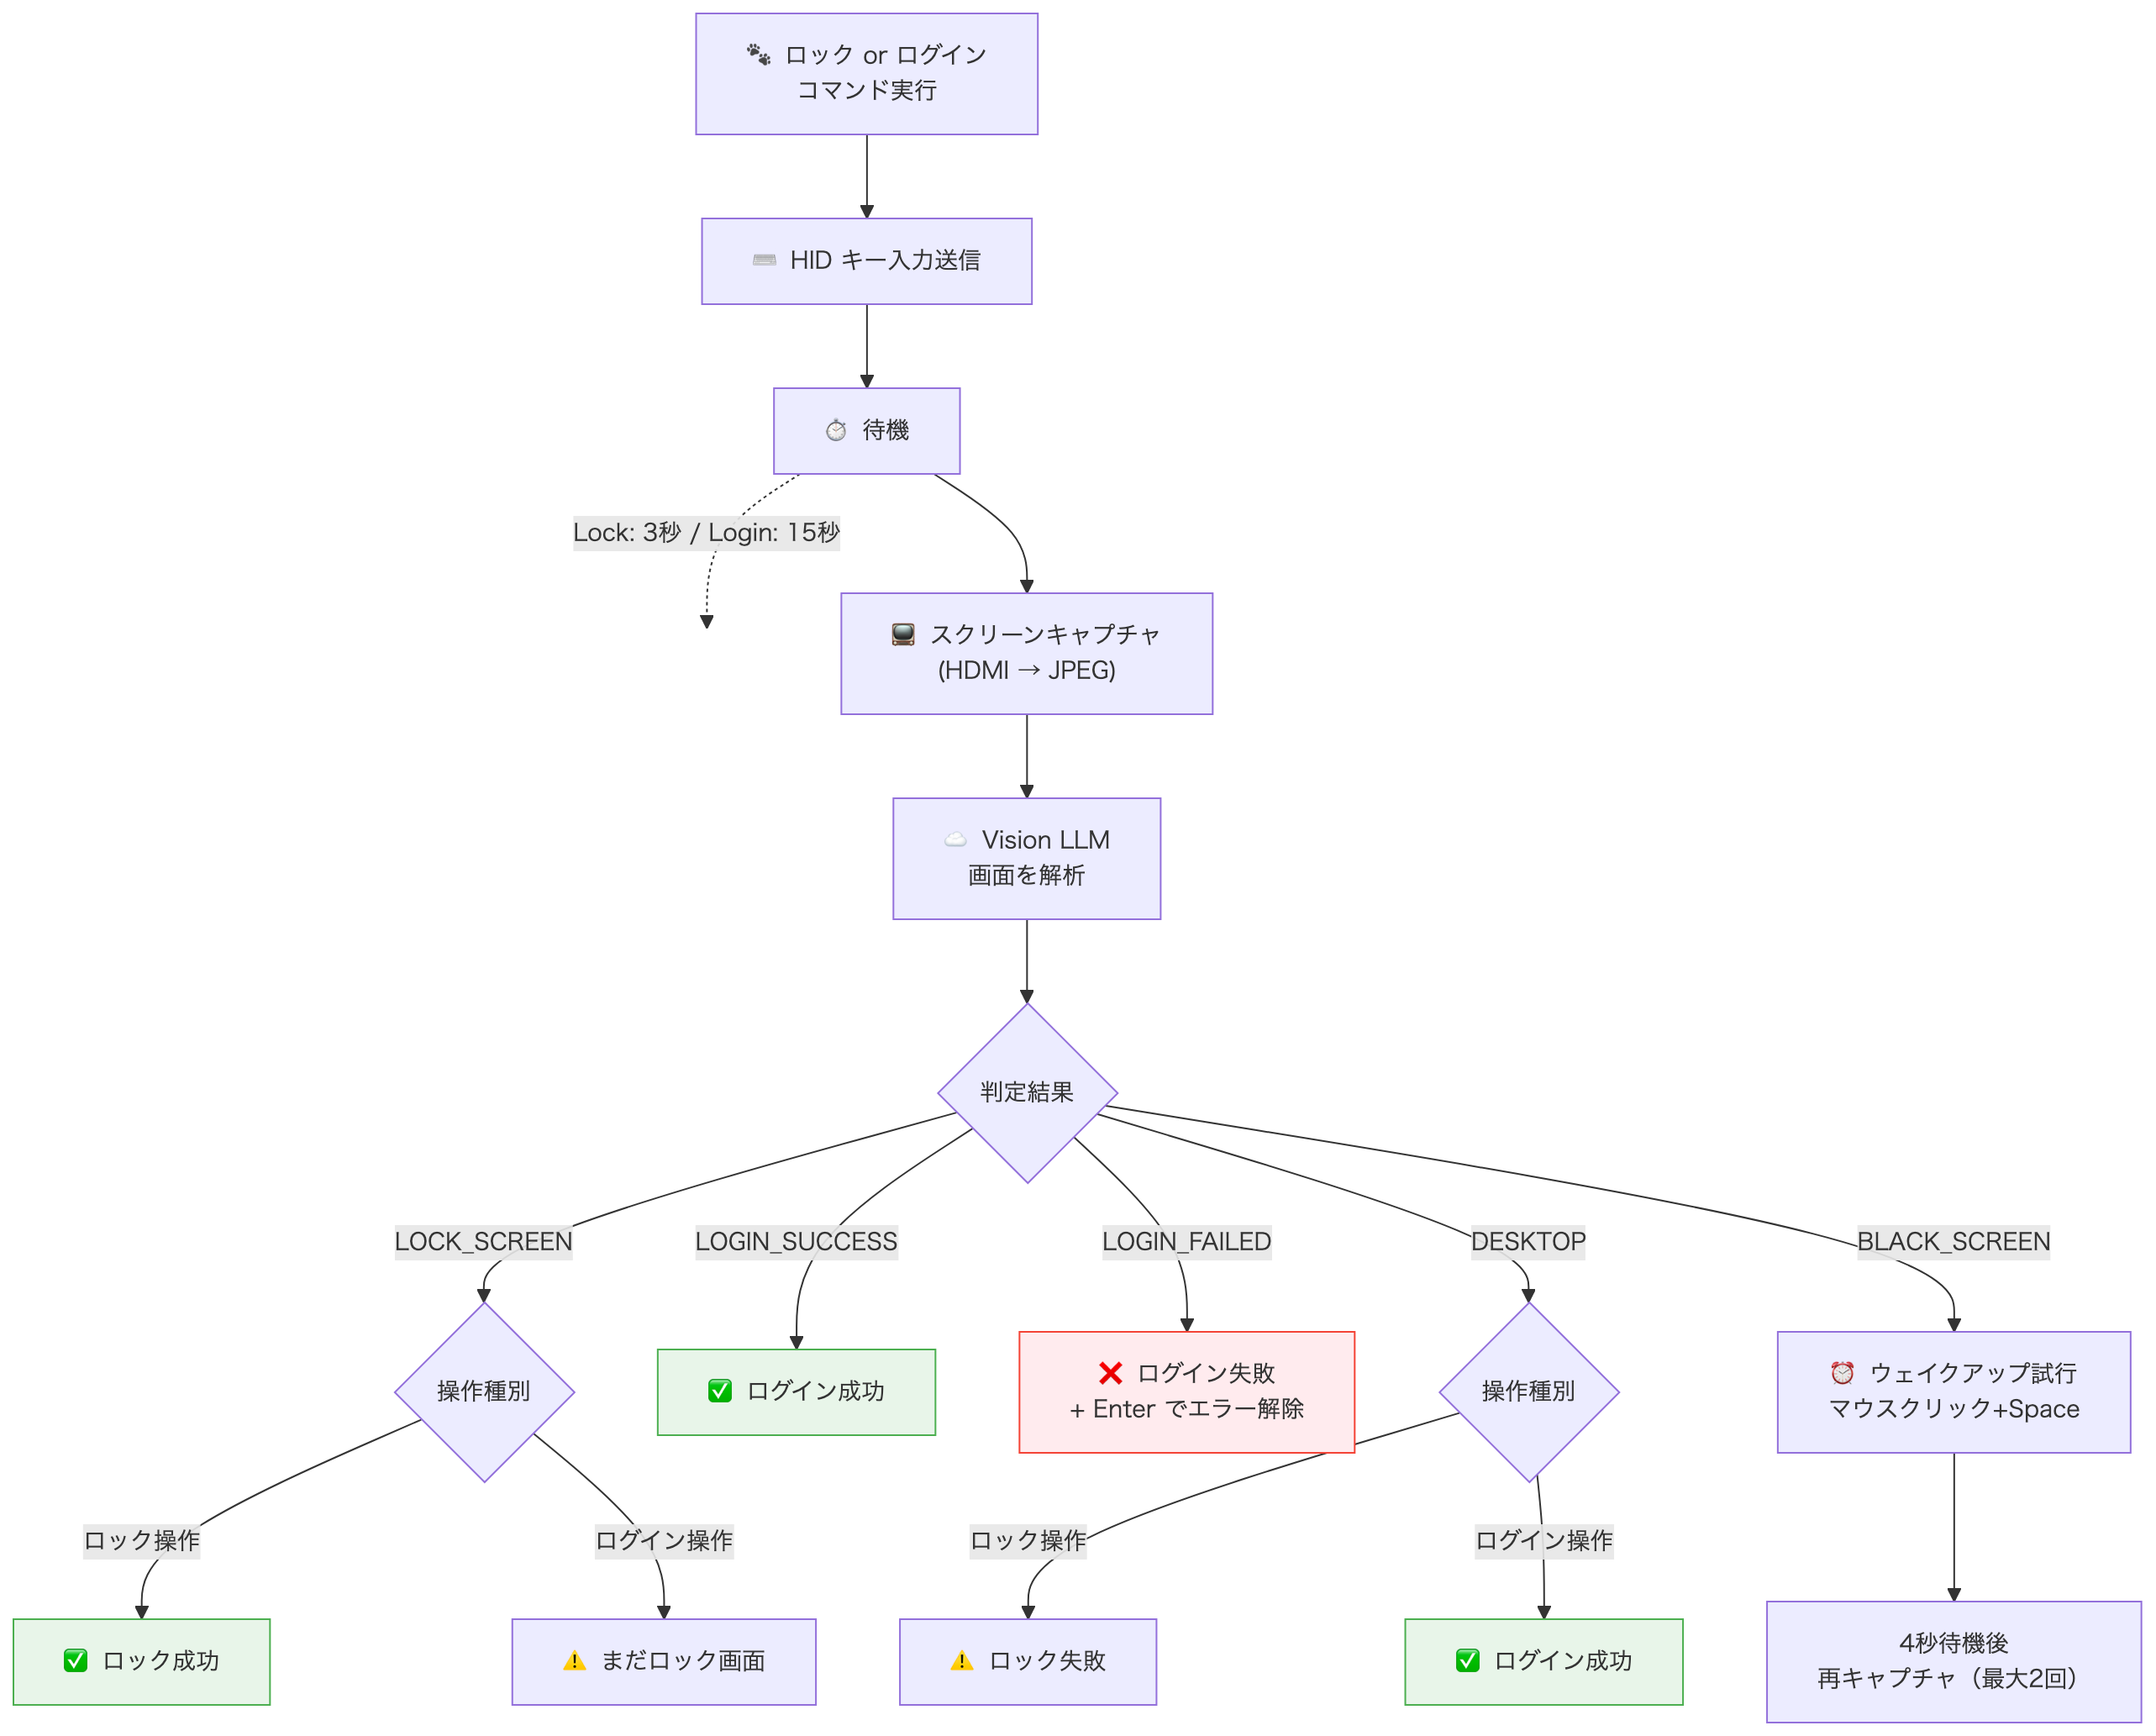 🐾 ロック or ログイン
コマンド実行
⌨️ HID キー入力送信
⏱️ 待機
Lock: 3秒 / Login: 15秒
📺 スクリーンキャプチャ
(HDMI → JPEG)
☁️ Vision LLM
画面を解析
判定結果
LOCK_SCREEN
LOGIN_SUCCESS
LOGIN_FAILED
DESKTOP
BLACK_SCREEN
操作種別
✅ ログイン成功
❌ ログイン失敗
+ Enter でエラー解除
操作種別
⏰ ウェイクアップ試行
マウスクリック+Space
ロック操作
ログイン操作
ロック操作
ログイン操作
✅ ロック成功
⚠️ まだロック画面
⚠️ ロック失敗
✅ ログイン成功
4秒待機後
再キャプチャ（最大2回）